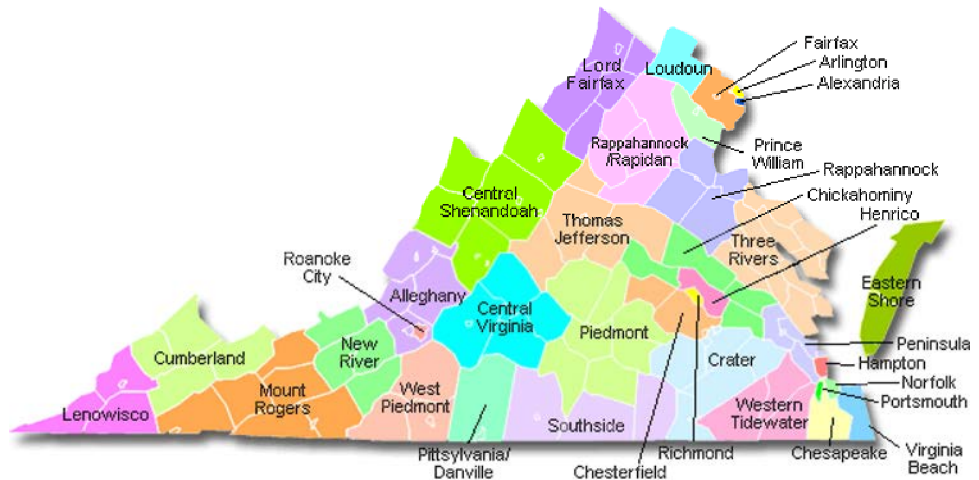 Fairfax
Arlington
Alexandria
Lord
Fairfax
Loudoun
Prince
William
Rappahannock
/Rapidan
Rappahannock
Chickahominy
Henrico
Central
Shenandoah
Thomas
Jefferson
Three
Rivers
Roanoke
City
Alleghany
Eastern
Shore
Central
Virginia
Piedmont
New
River
Cumberland
Crater
Peninsula
Hampton
Norfolk
Portsmouth
Mount
Rogers
West
Piedmont
Lenowisco
Southside
Western
Tidewater
Pittsylvania/
Danville
Chesterfield
Richmond
Chesapeake
Virginia
Beach